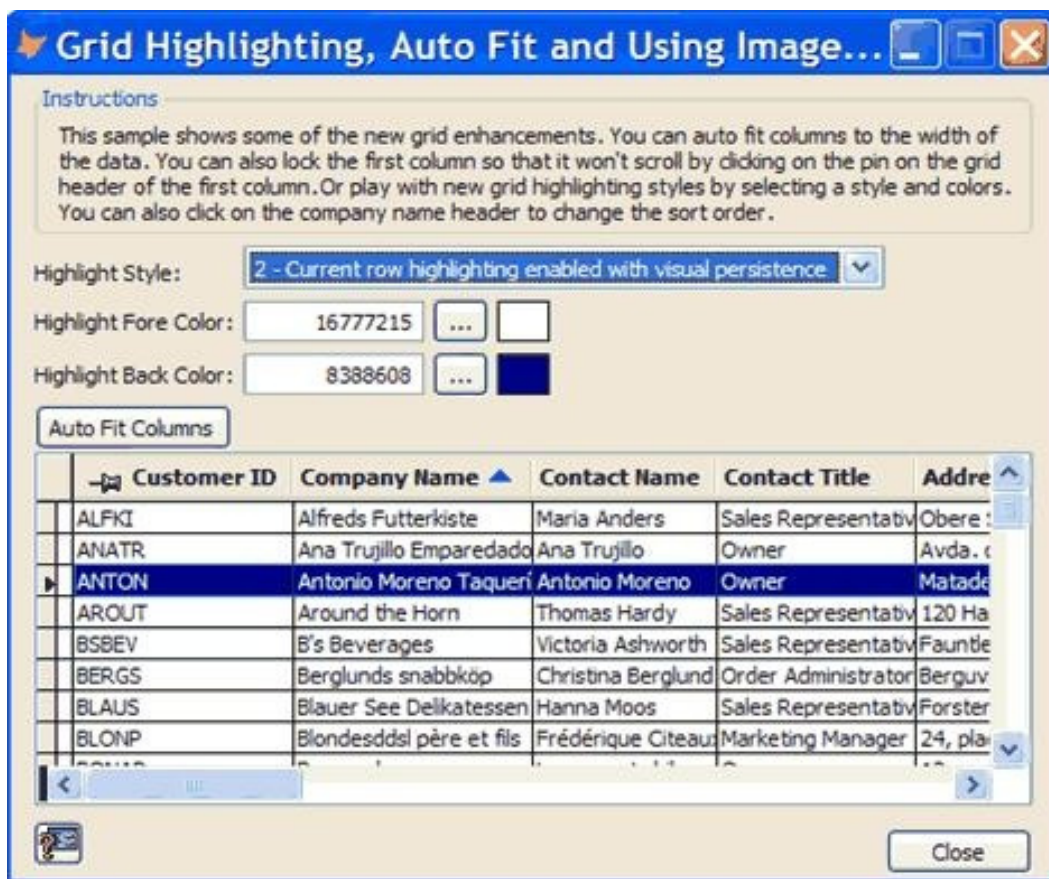 Grid Highlighting, Auto Fit and Using Image...
Instructions
This sample shows some of the new grid enhancements. You can auto fit columns to the width of
the data. You can also lock the first column so that it won't scroll by clicking on the pin on the grid
header of the first column.Or play with new grid highlighting styles by selecting a style and colors.
You can also click on the company name header to change the sort order.
Highlight Style: 2 - Current row highlighting enabled with visual persistence
Highlight Fore Color: 16777215 ...
Highlight Back Color: 8388608 ...
Auto Fit Columns
Customer ID Company Name Contact Name Contact Title Addre
ALFKI Alfreds Futterkiste Maria Anders Sales Representativ Obere
ANATR Ana Trujillo Emparedado Ana Trujillo Owner Avda.
ANTON Antonio Moreno Taquerí Antonio Moreno Owner Matade
AROUT Around the Horn Thomas Hardy Sales Representativ 120 Ha
BSBEV B's Beverages Victoria Ashworth Sales Representativ Fauntle
BERGS Berglunds snabbköp Christina Berglund Order Administrator Berguv
BLAUS Blauer See Delikatessen Hanna Moos Sales Representativ Forster
BLONP Blondesddsl père et fils Frédérique Citeau Marketing Manager 24, pla
Close